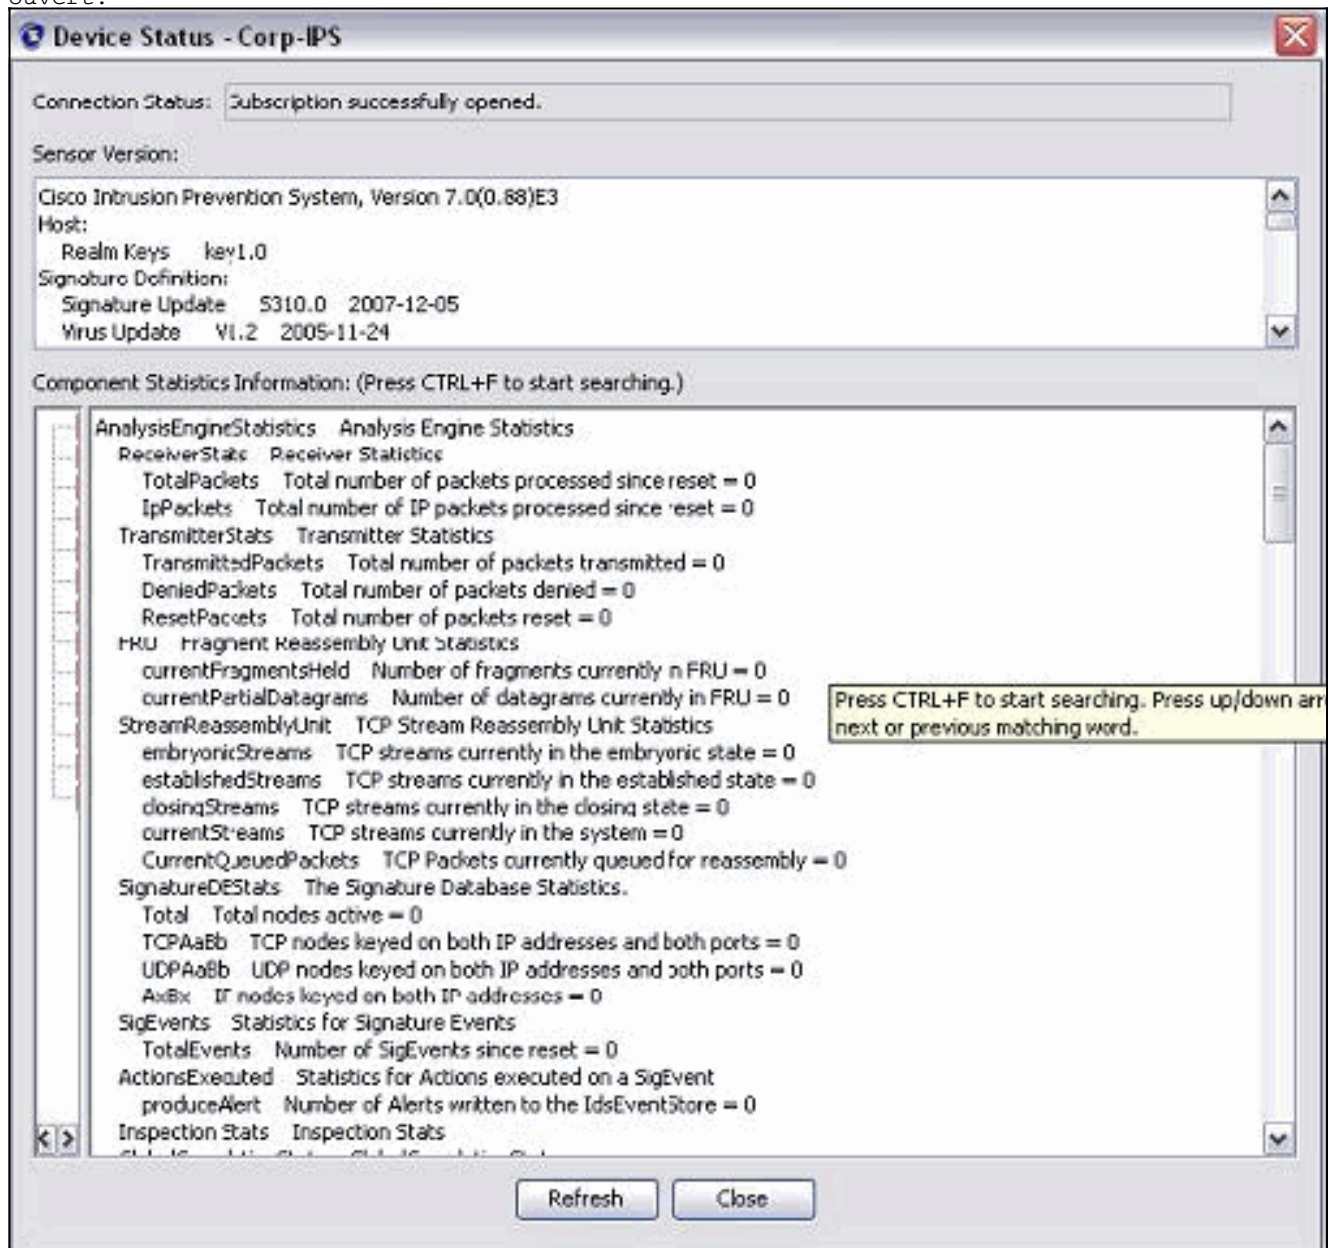 ouvert.
Device Status - Corp-IPS
Connection Status: Subscription successfully opened.
Sensor Version:
Cisco Intrusion Prevention System, Version 7.0(0.88)E3
Host:
Realm Keys key1.0
Signature Definition:
Signature Update S310.0 2007-12-05
Virus Update V1.2 2005-11-24
Component Statistics Information: (Press CTRL+F to start searching.)
AnalysisEngineStatistics Analysis Engine Statistics
ReceiverStats Receiver Statistics
TotalPackets Total number of packets processed since reset = 0
IpPackets Total number of IP packets processed since reset = 0
TransmitterStats Transmitter Statistics
TransmittedPackets Total number of packets transmitted = 0
DeniedPackets Total number of packets denied = 0
ResetPackets Total number of packets reset = 0
FRU Fragment Reassembly Unit Statistics
currentFragmentsHeld Number of fragments currently in FRU = 0
currentPartialDatagrams Number of datagrams currently in FRU = 0
Press CTRL+F to start searching. Press up/down arr
next or previous matching word.
StreamReassemblyUnit TCP Stream Reassembly Unit Statistics
embryonicStreams TCP streams currently in the embryonic state = 0
establishedStreams TCP streams currently in the established state = 0
closingStreams TCP streams currently in the closing state = 0
currentStreams TCP streams currently in the system = 0
CurrentQueuedPackets TCP Packets currently queued for reassembly = 0
SignatureDEStats The Signature Database Statistics.
Total Total nodes active = 0
TCPAaBb TCP nodes keyed on both IP addresses and both ports = 0
UDPAaBb UDP nodes keyed on both IP addresses and both ports = 0
AxBx IP nodes keyed on both IP addresses = 0
SigEvents Statistics for Signature Events
TotalEvents Number of SigEvents since reset = 0
ActionsExecuted Statistics for Actions executed on a SigEvent
produceAlert Number of Alerts written to the IdsEventStore = 0
Inspection Stats Inspection Stats
Refresh Close